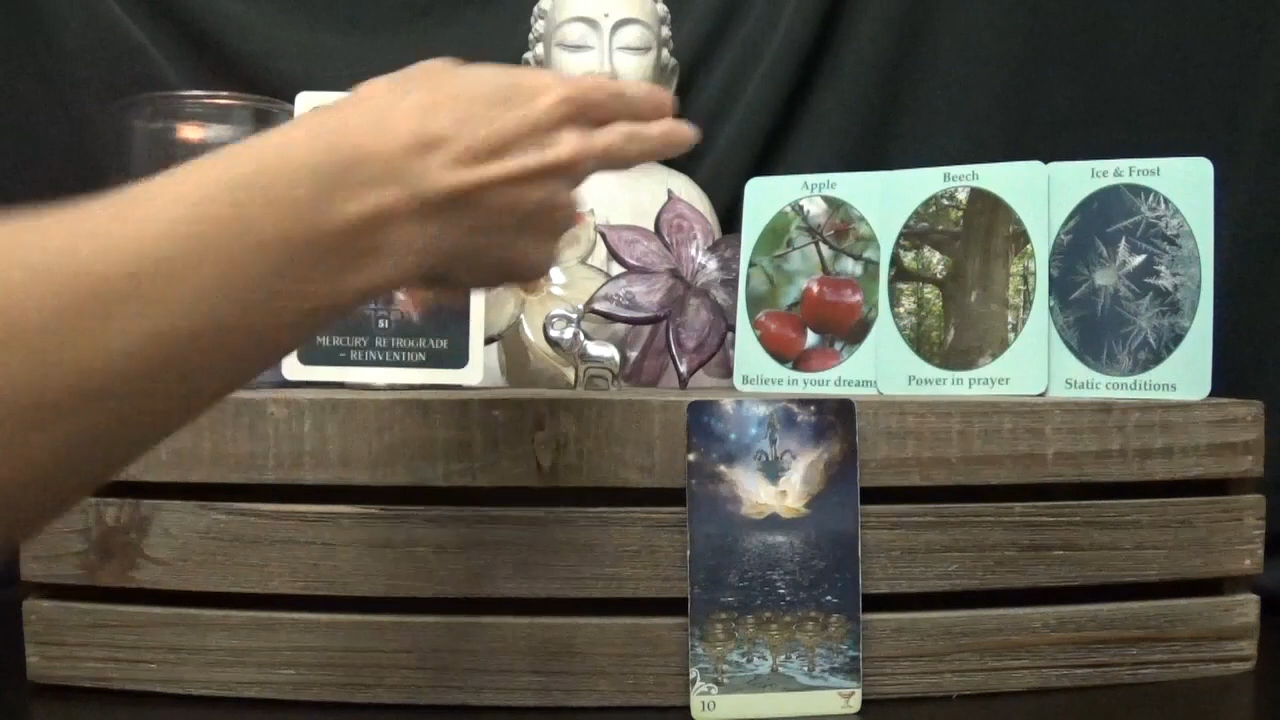 51
MERCURY RETROGRADE
– REINVENTION
Apple
Believe in your dreams
Beech
Power in prayer
Ice & Frost
Static conditions
10